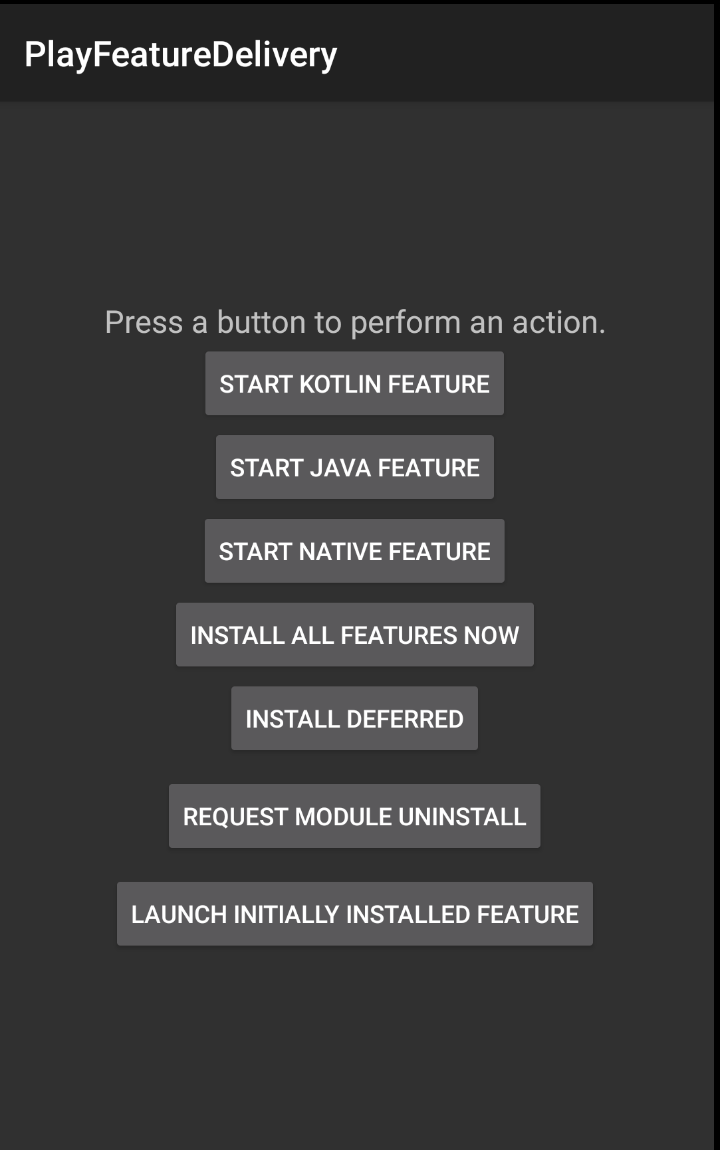 PlayFeatureDelivery
Press a button to perform an action.
START KOTLIN FEATURE
START JAVA FEATURE
START NATIVE FEATURE
INSTALL ALL FEATURES NOW
INSTALL DEFERRED
REQUEST MODULE UNINSTALL
LAUNCH INITIALLY INSTALLED FEATURE